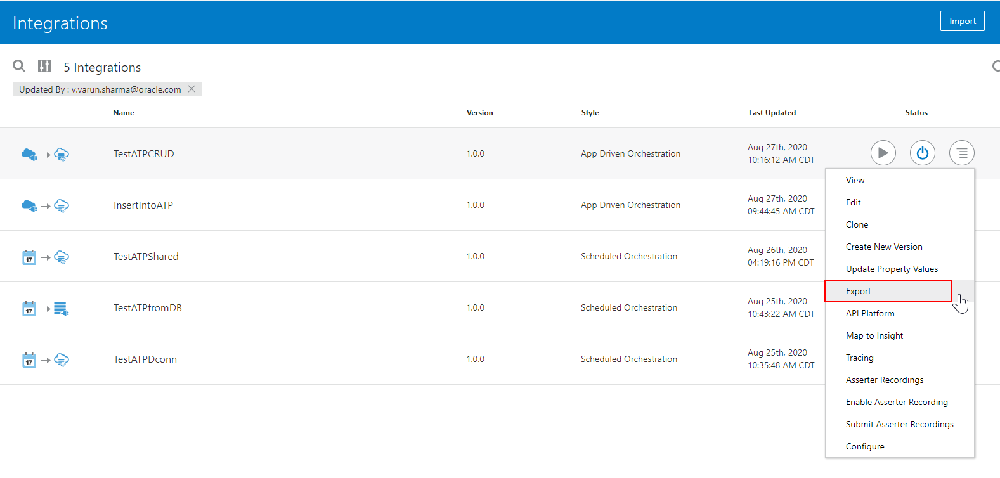 Integrations
Import
5 Integrations
Updated By : v.varun.sharma@oracle.com
Name Version Style Last Updated Status
TestATPCRUD 1.0.0 App Driven Orchestration Aug 27th, 2020
10:16:12 AM CDT
InsertIntoATP 1.0.0 App Driven Orchestration Aug 27th, 2020
09:44:45 AM CDT
17 TestATPShared 1.0.0 Scheduled Orchestration Aug 26th, 2020
04:19:16 PM CDT
17 TestATPfromDB 1.0.0 Scheduled Orchestration Aug 25th, 2020
10:43:22 AM CDT
17 TestATPDconn 1.0.0 Scheduled Orchestration Aug 25th, 2020
10:35:48 AM CDT
View
Edit
Clone
Create New Version
Update Property Values
Export
API Platform
Map to Insight
Tracing
Asserter Recordings
Enable Asserter Recording
Submit Asserter Recordings
Configure